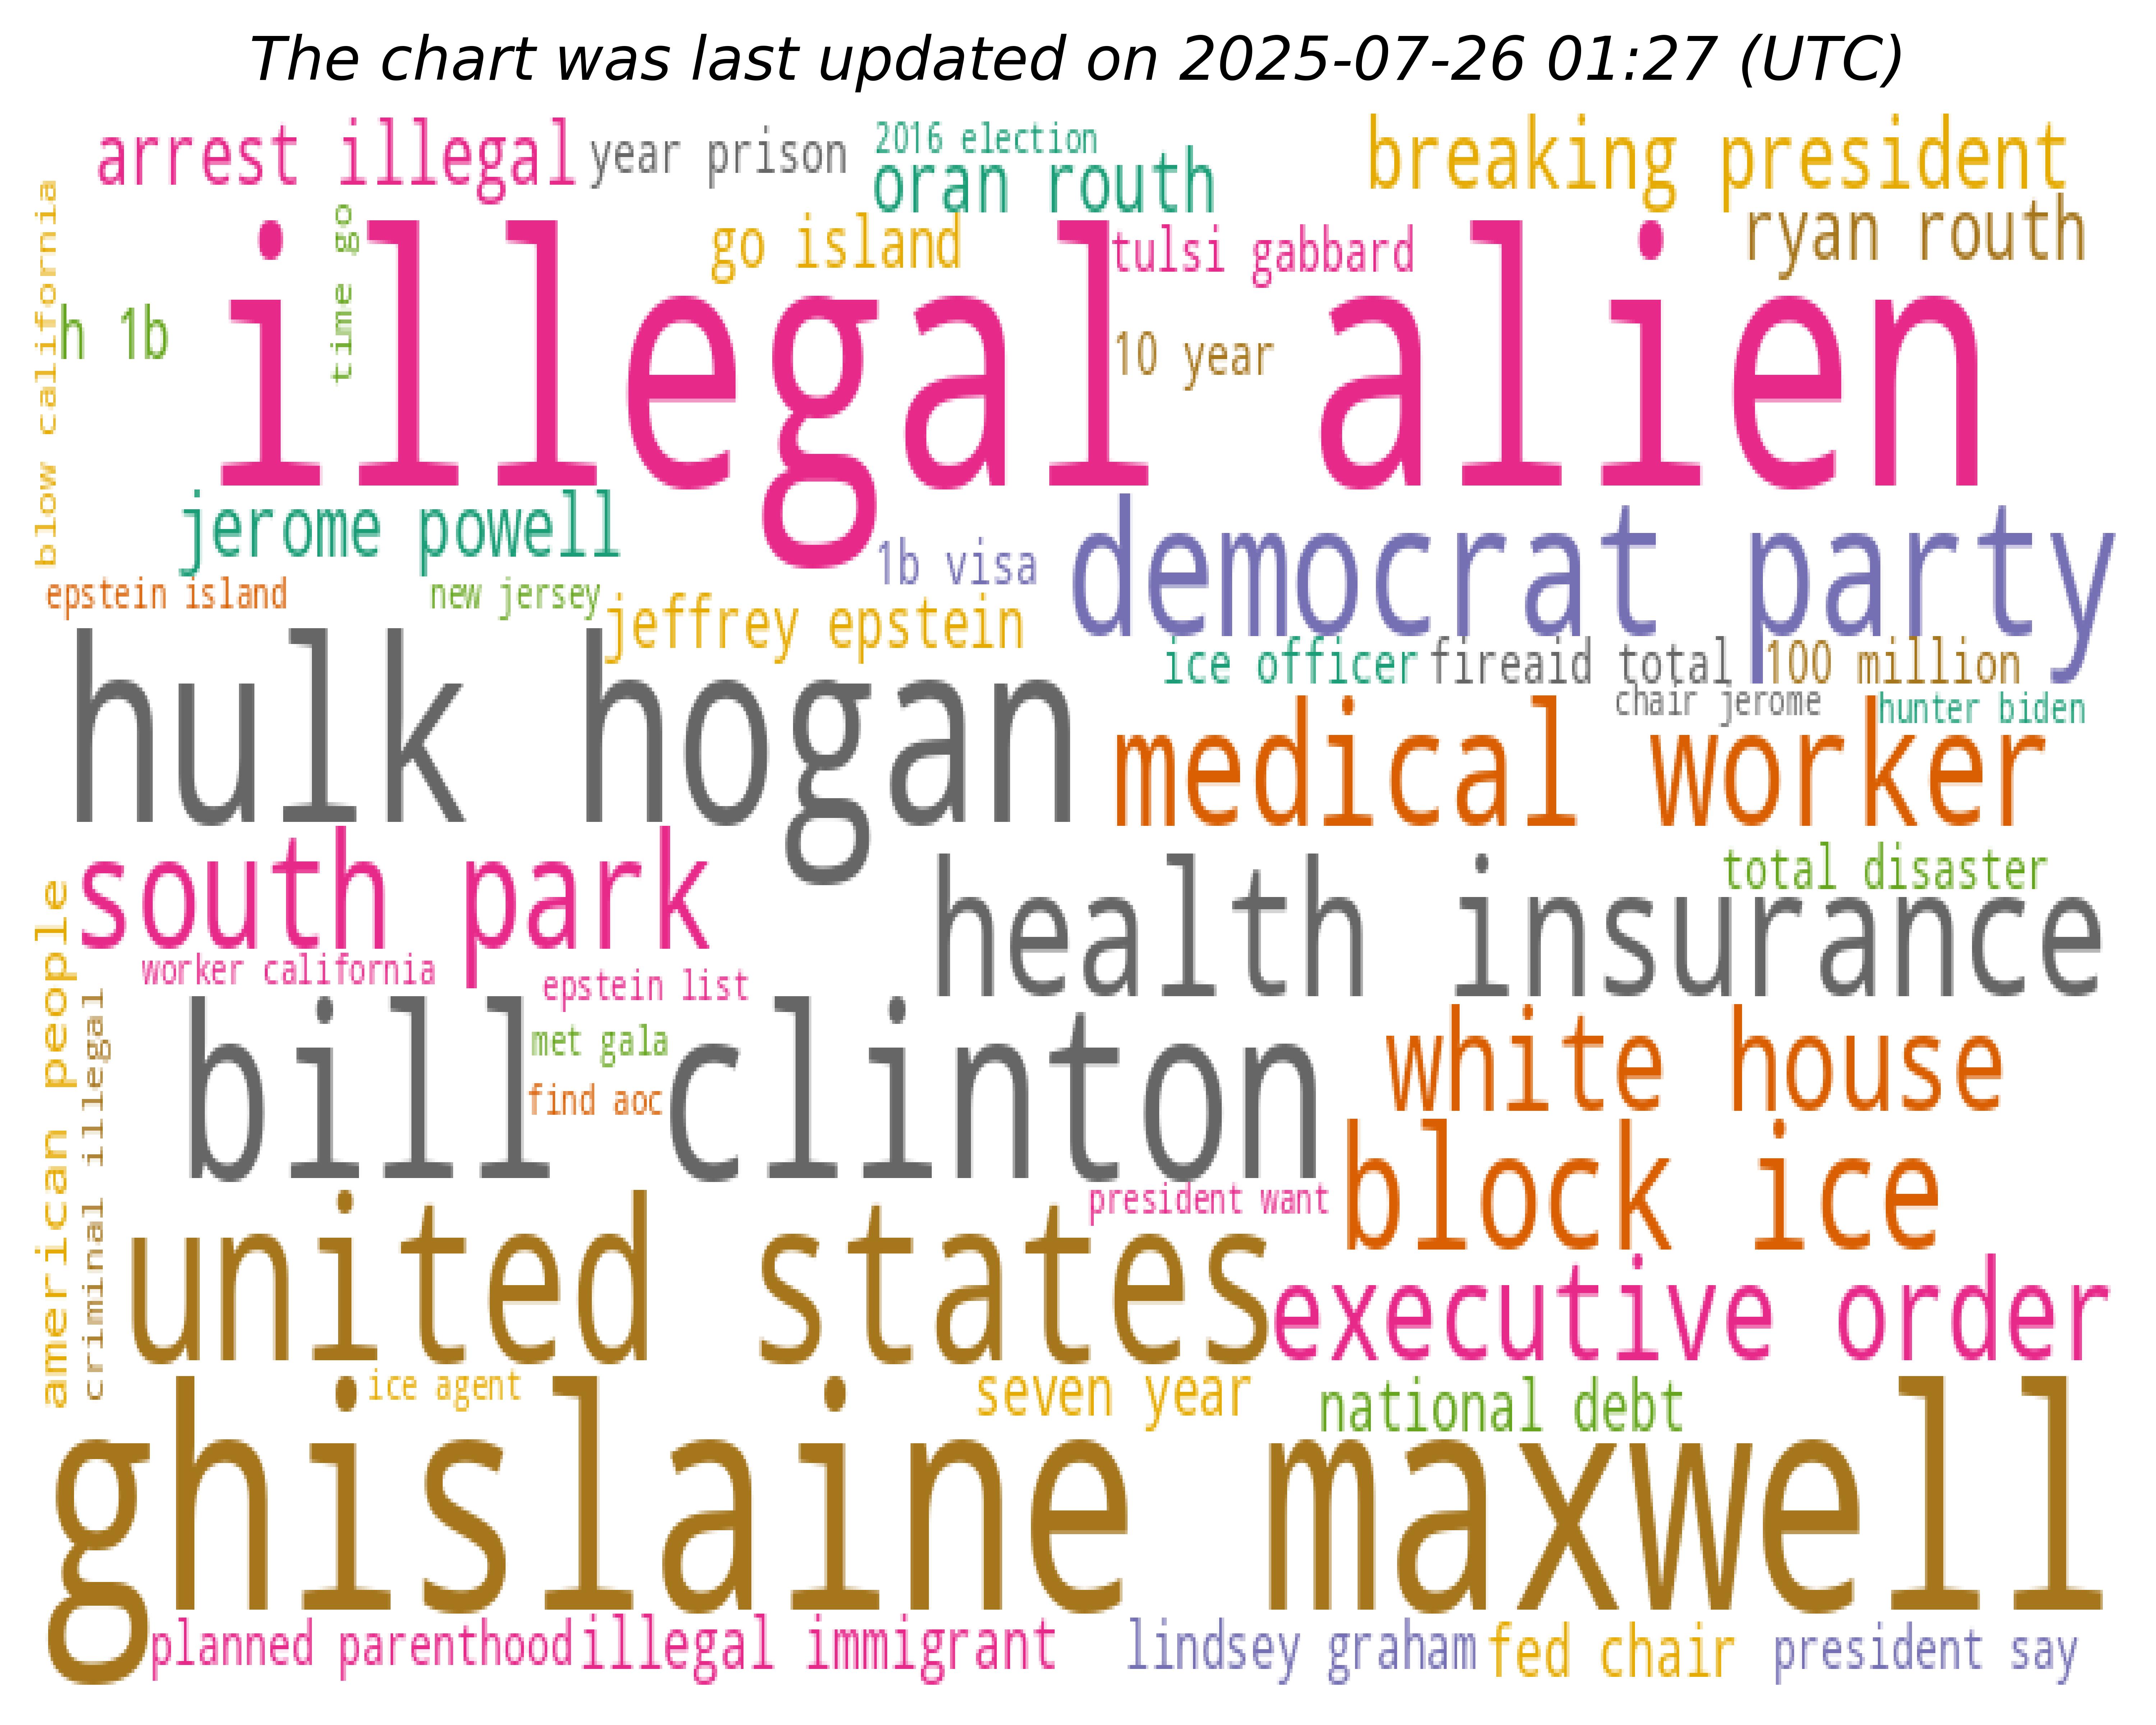 The chart was last updated on 2025-07-26 01:27 (UTC)
arrest illegal
year prison
2016 election
oran routh
breaking president
ryan routh
blow california
time go
go island
tulsi gabbard
h 1b
illegal alien
10 year
jerome powell
1b visa
democrat party
epstein island
new jersey
jeffrey epstein
ice officer
fireaid total
100 million
chair jerome
hunter biden
hulk hogan
medical worker
south park
total disaster
health insurance
american people
worker california
epstein list
criminal illegal
bill clinton
met gala
find aoc
white house
block ice
president want
united states
executive order
ice agent
seven year
national debt
ghislaine maxwell
planned parenthood
illegal immigrant
lindsey graham
fed chair
president say